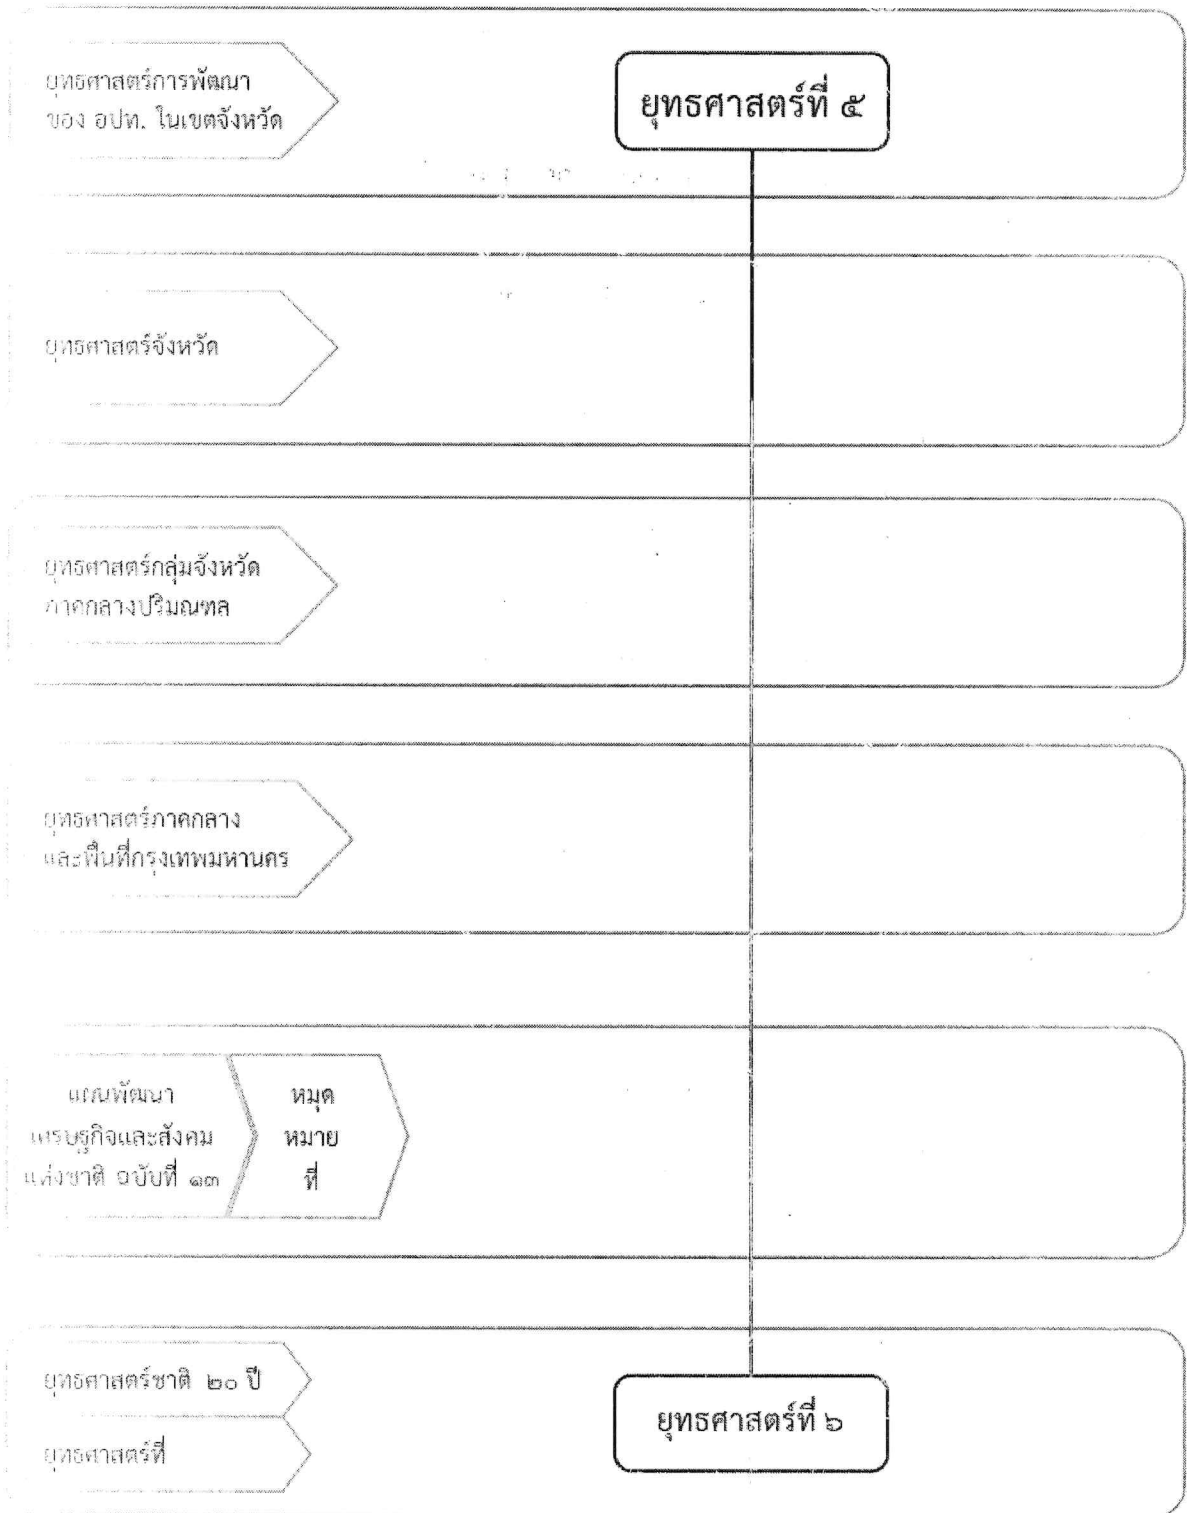 ยุทธศาสตร์การพัฒนา
ของ อปท. ในเขตจังหวัด
ยุทธศาสตร์ที่ ๕
ยุทธศาสตร์จังหวัด
ยุทธศาสตร์กลุ่มจังหวัด
ภาคกลางปริมณฑล
ยุทธศาสตร์ภาคกลาง
และพื้นที่กรุงเทพมหานคร
แผนพัฒนา
เศรษฐกิจและสังคม
แห่งชาติ ฉบับที่ ๑๓
หมุด
หมาย
ที่
ยุทธศาสตร์ชาติ ๒๐ ปี
ยุทธศาสตร์ที่
ยุทธศาสตร์ที่ ๖